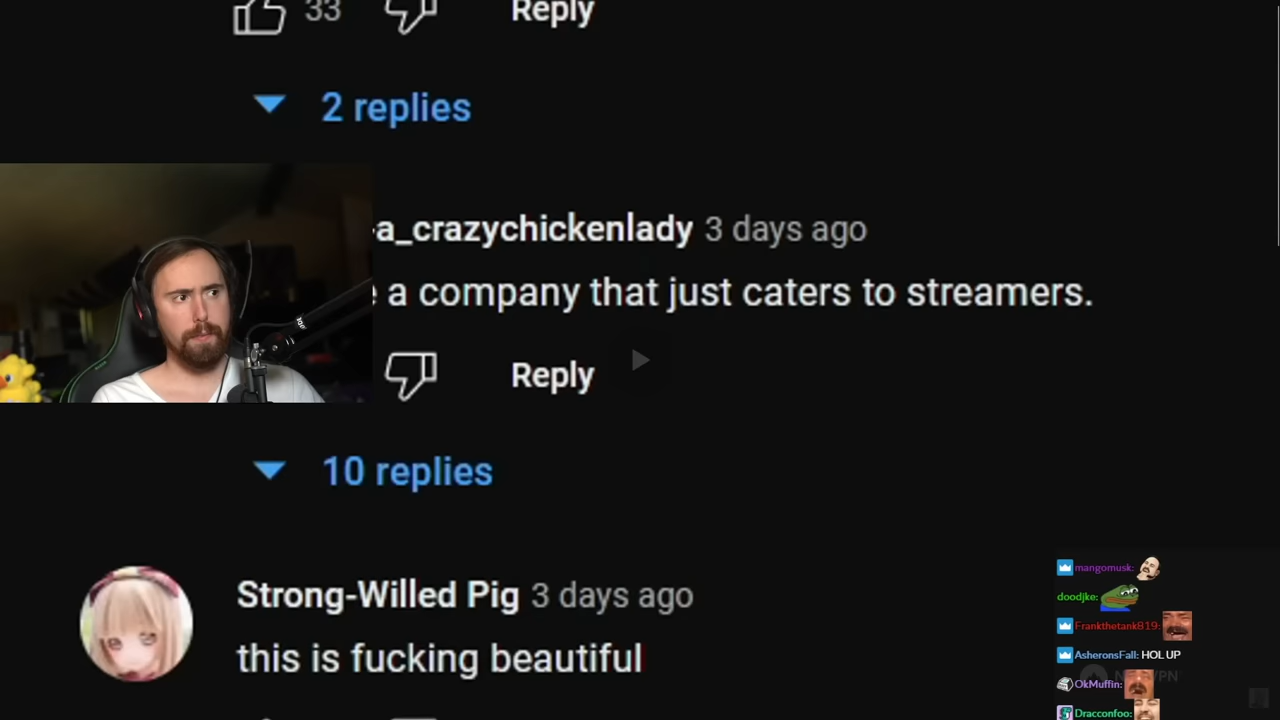 33
Reply
2 replies
-a_crazychickenlady 3 days ago
a company that just caters to streamers.
Reply
10 replies
Strong-Willed Pig 3 days ago
this is fucking beautiful
mangomusk:
doodjke:
Frankthetank819:
AsheronsFall: HOL UP
OkMuffin:
Dracconfoo: